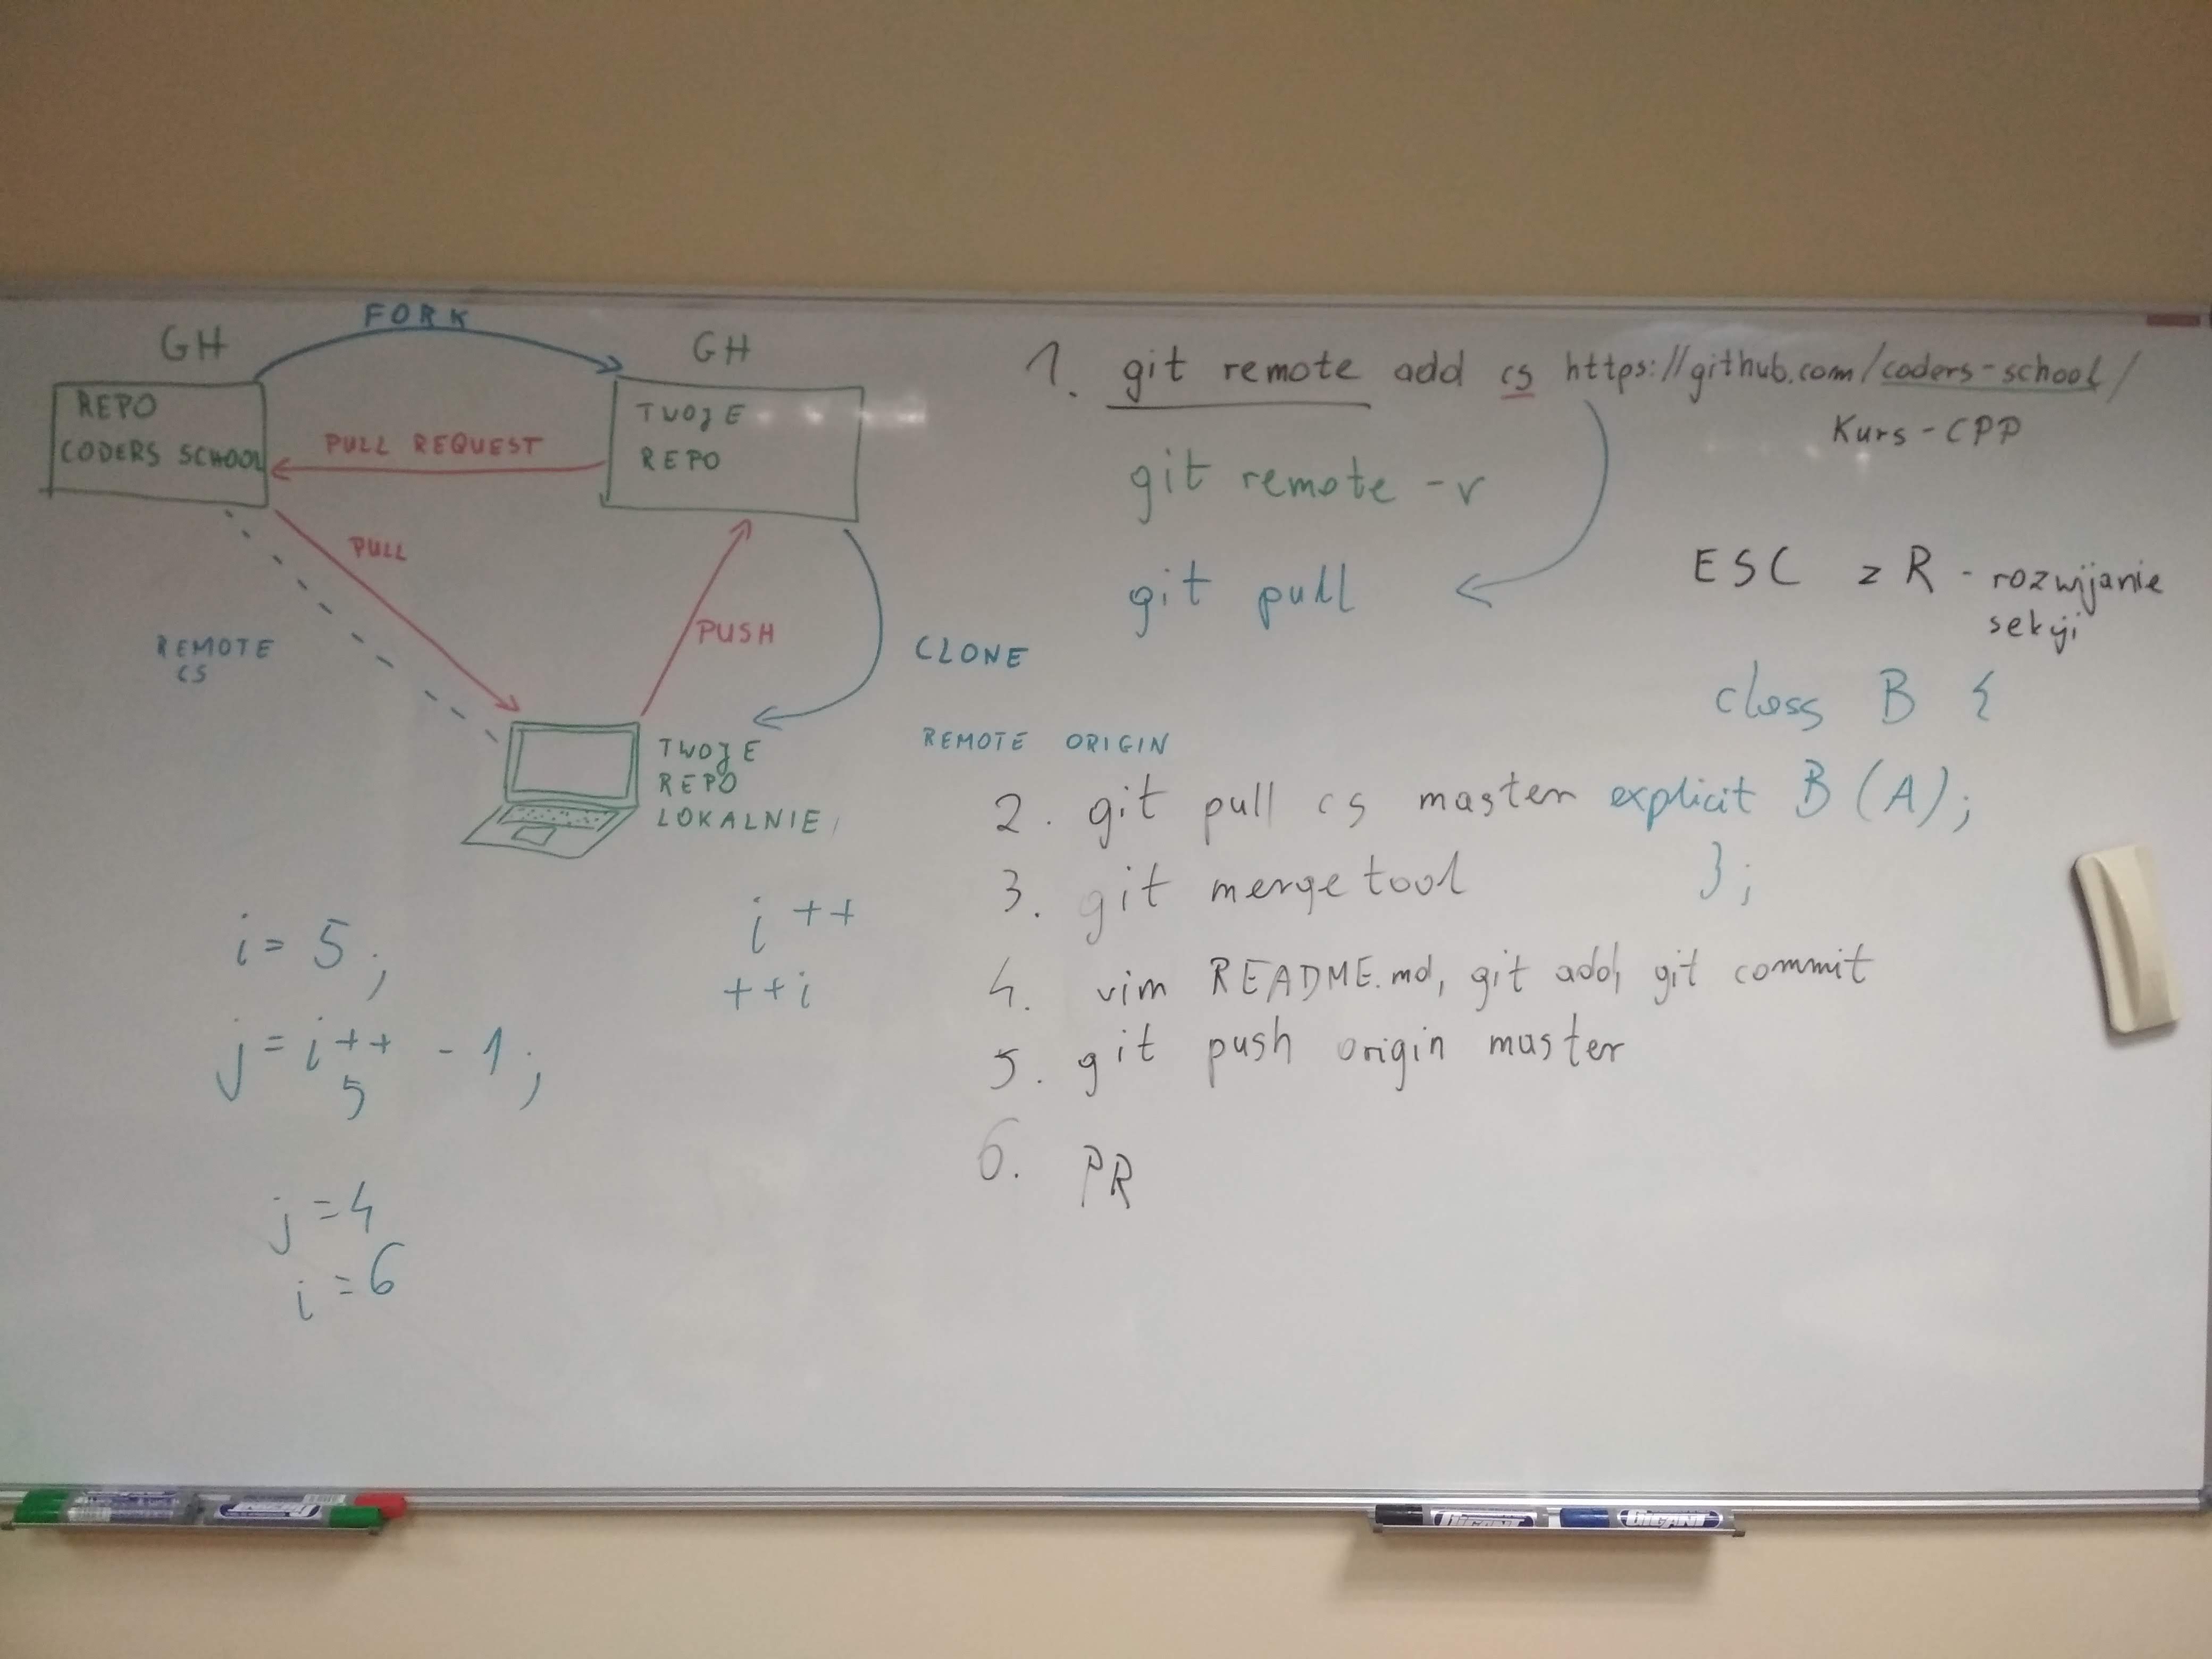 FORK
GH
GH
REPO
CODERS SCHOOL
PULL REQUEST
TWOJE
REPO
PULL
PUSH
CLONE
REMOTE
CS
REMOTE ORIGIN
TWOJE
REPO
LOKALNIE
i = 5;
j = i++ - 1;
5
j = 4
i = 6
i++
++i
1. git remote add cs https://github.com/coders-school/
Kurs-CPP
git remote -v
git pull
ESC z R - rozwijanie
sekcji
class B {
explicit B (A);
};
2. git pull cs master
3. git mergetool
4. vim README.md, git add, git commit
5. git push origin master
6. PR